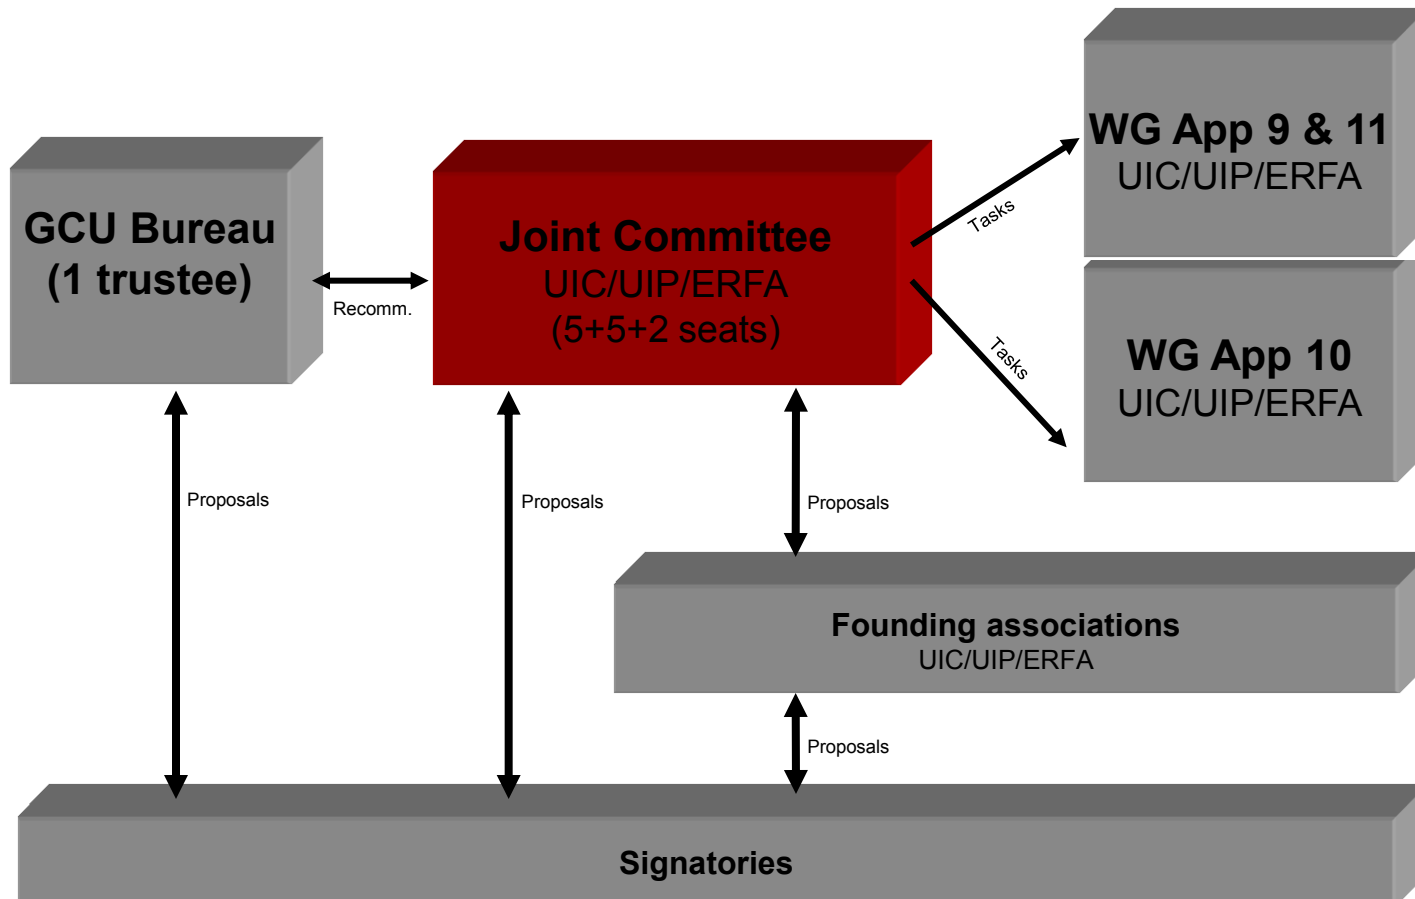 WG App 9 & 11
UIC/UIP/ERFA
GCU Bureau
(1 trustee)
Recomm.
Joint Committee
UIC/UIP/ERFA
(5+5+2 seats)
Tasks
Tasks
WG App 10
UIC/UIP/ERFA
Proposals
Proposals
Proposals
Founding associations
UIC/UIP/ERFA
Proposals
Signatories